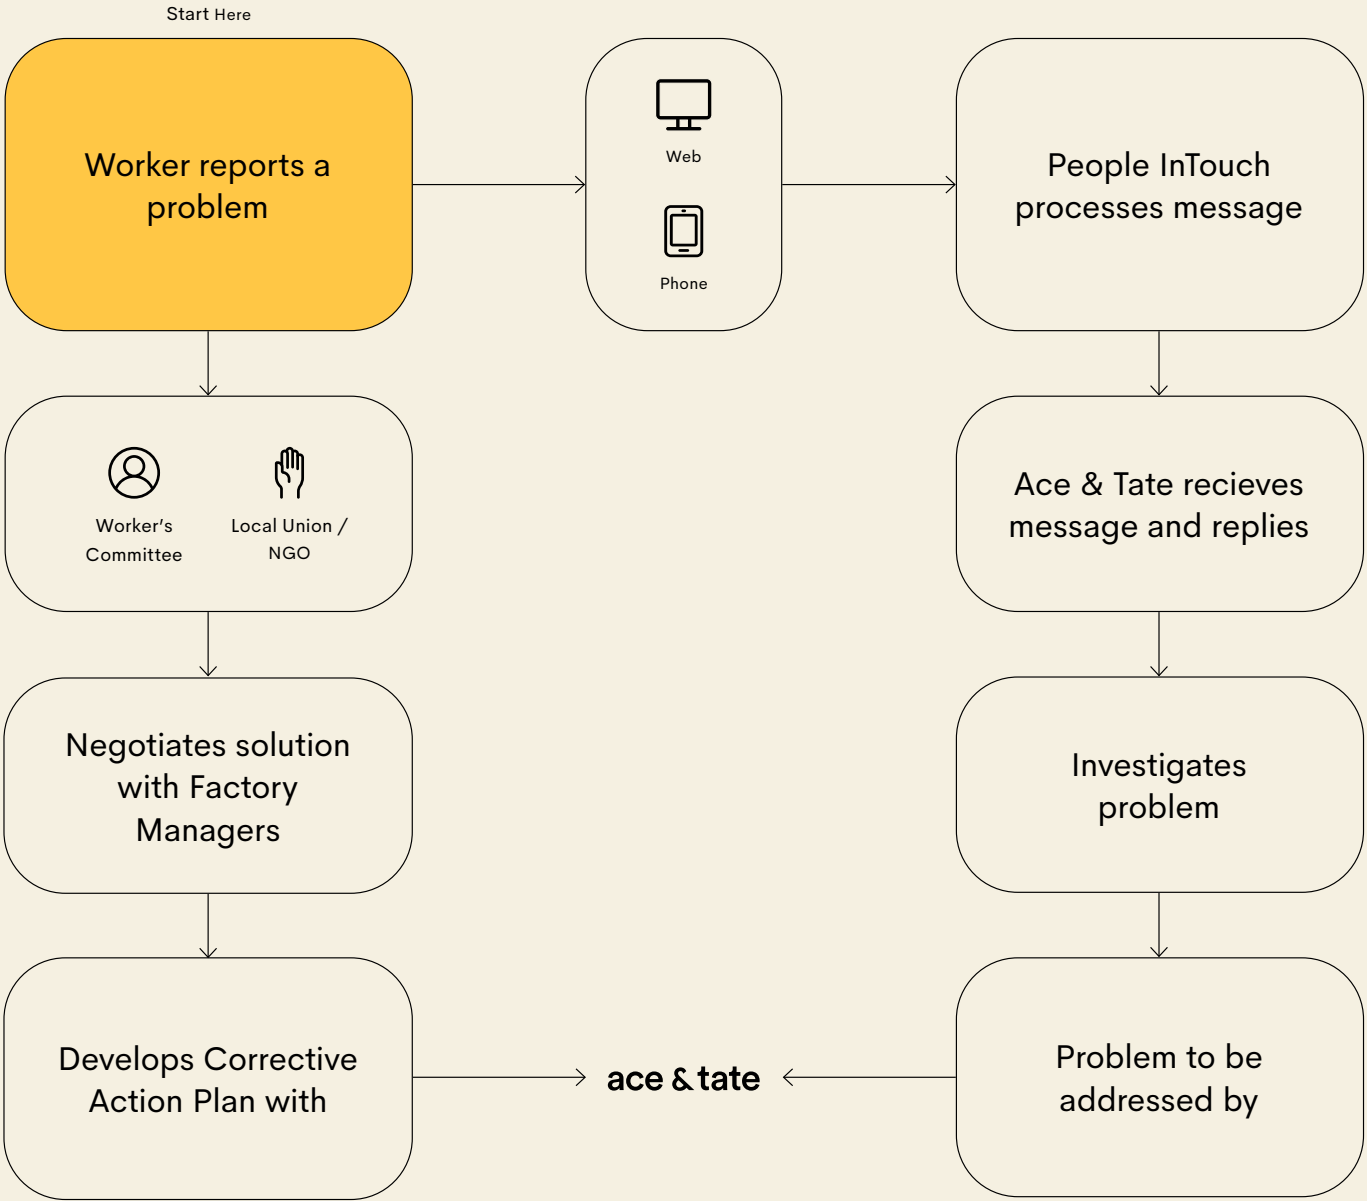 Start Here
Worker reports a
problem
Web
Phone
People InTouch
processes message
Worker's
Committee
Local Union /
NGO
Ace & Tate recieves
message and replies
Negotiates solution
with Factory
Managers
Investigates
problem
Develops Corrective
Action Plan with
ace & tate
Problem to be
addressed by